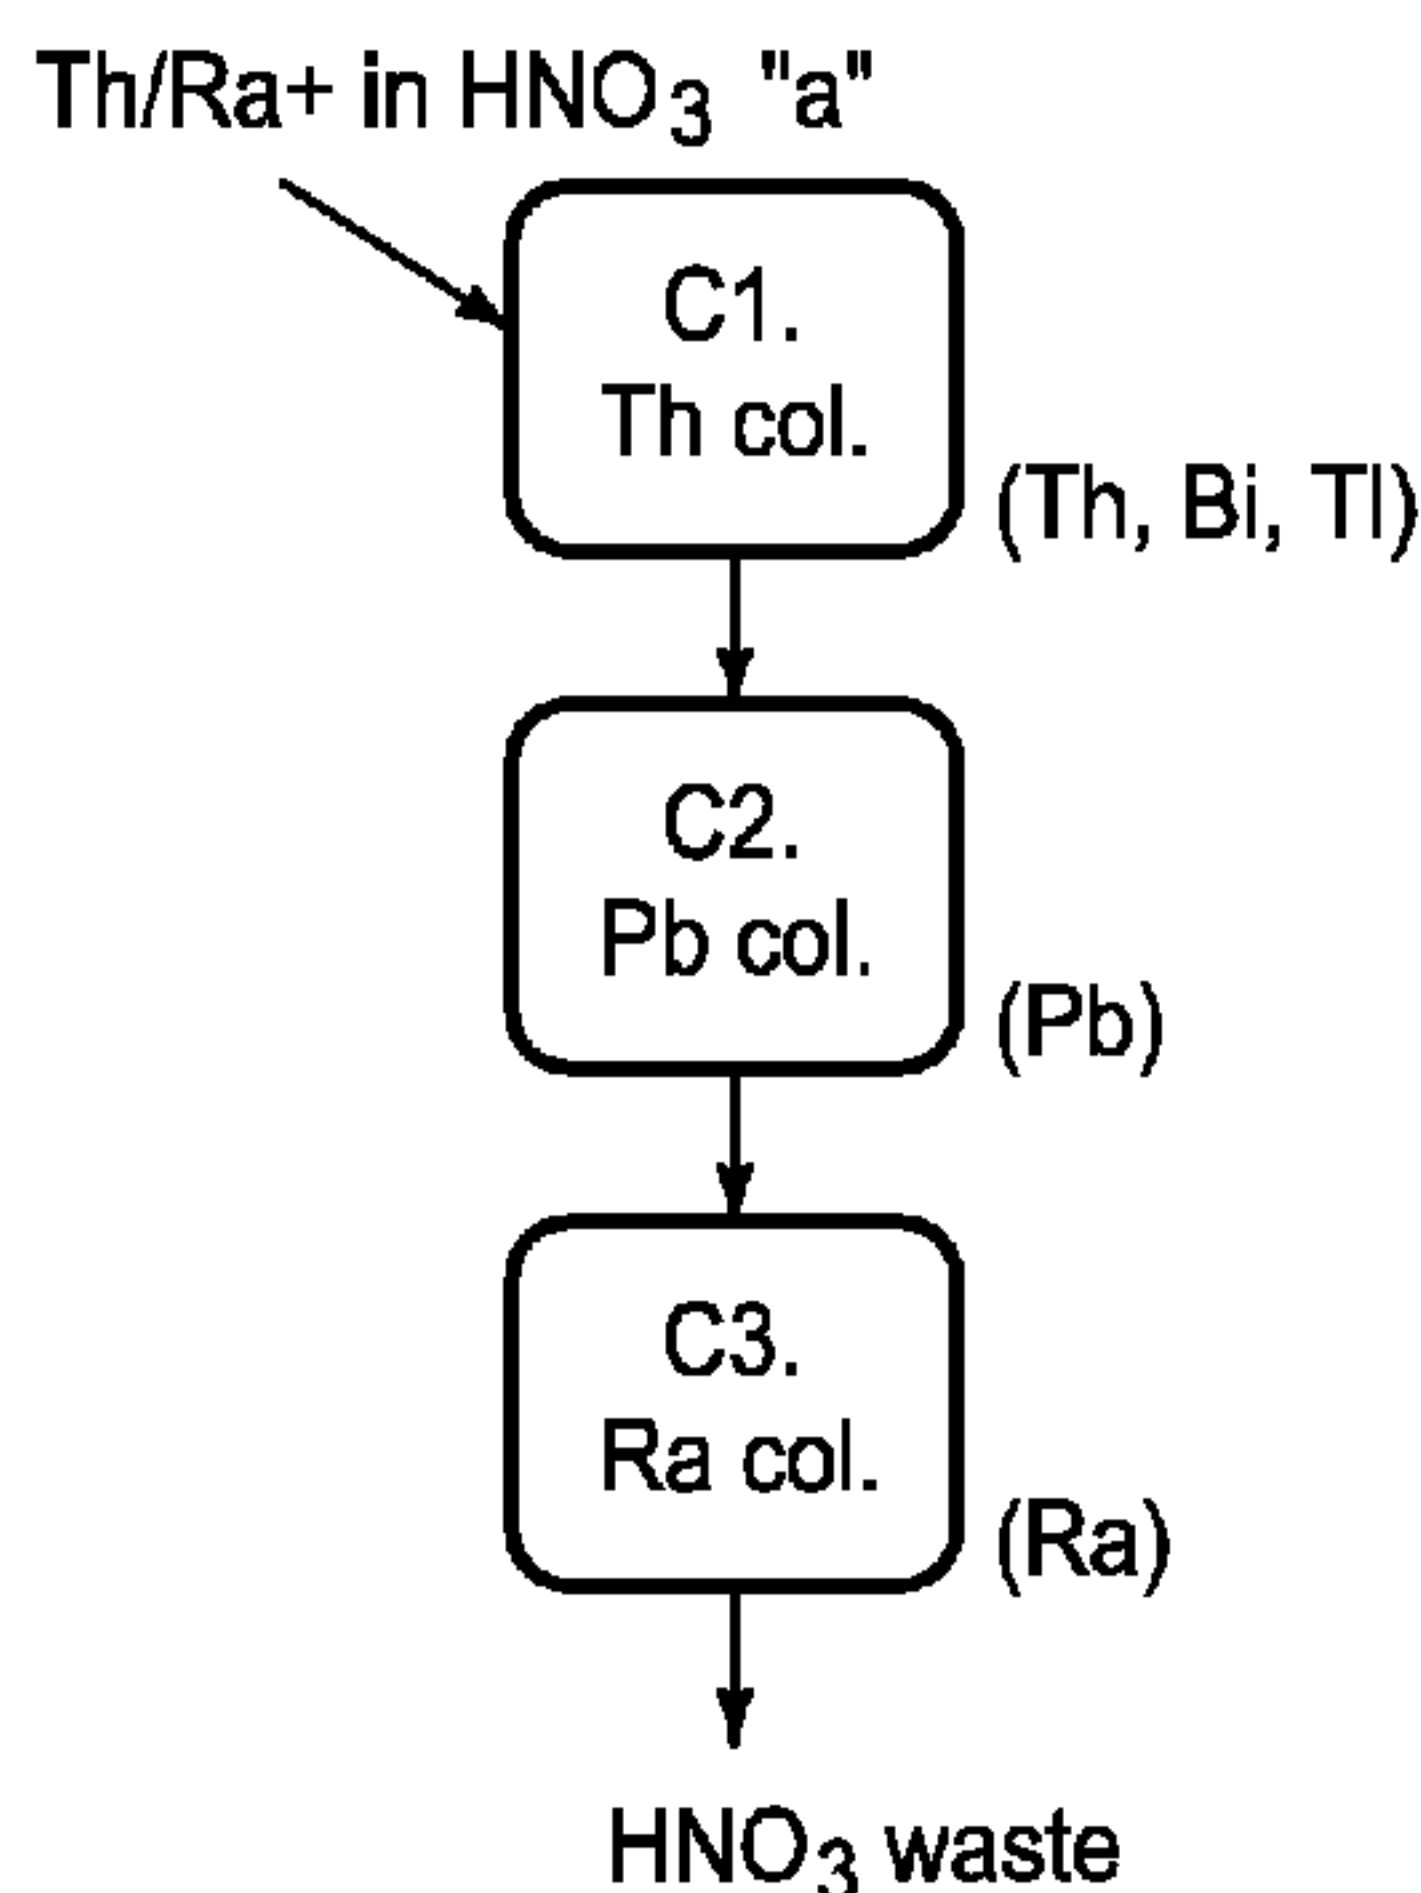 Th/Ra+ in HNO3 "a"
C1.
Th col.
(Th, Bi, Tl)
C2.
Pb col.
(Pb)
C3.
Ra col.
(Ra)
HNO3 waste